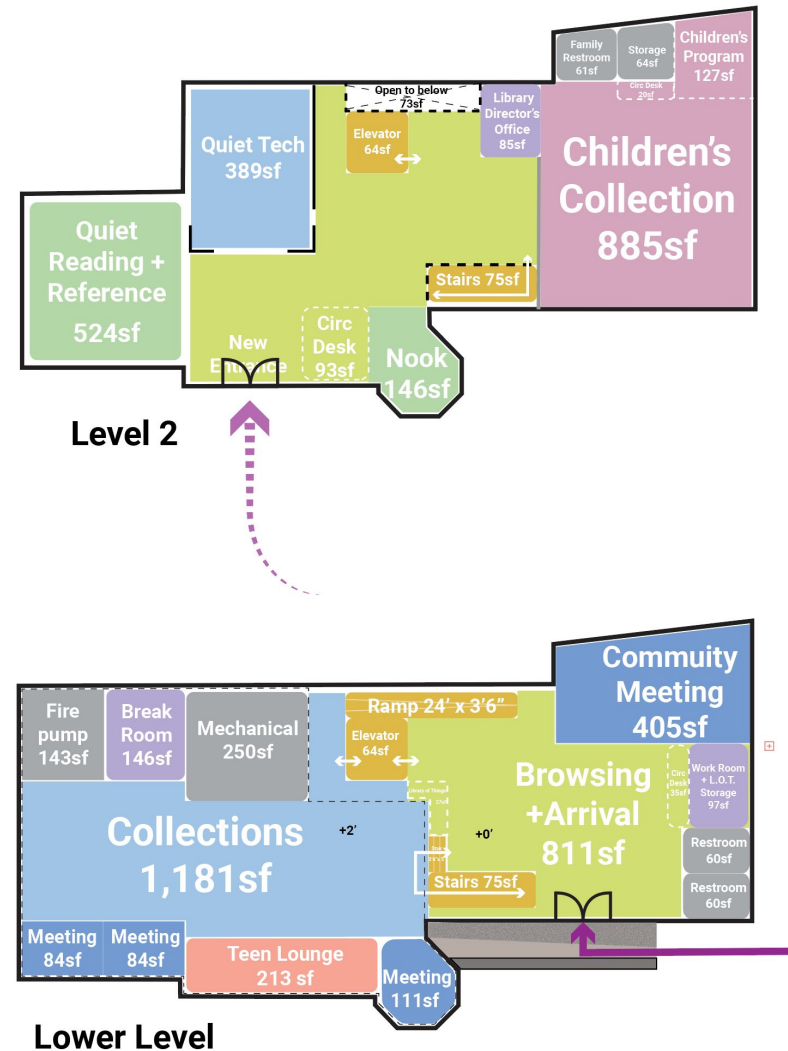 Family
Restroom
61sf
Storage
64sf
Children's
Program
127sf
Circ Desk
20sf
Open to below
73sf
Library
Director's
Office
85sf
Elevator
64sf
Quiet Tech
389sf
Children's
Collection
885sf
Quiet
Reading +
Reference
524sf
Stairs 75sf
New
Entrance
Circ
Desk
93sf
Nook
146sf
Level 2
Commuity
Meeting
405sf
Fire
pump
143sf
Break
Room
146sf
Mechanical
250sf
Ramp 24' x 3'6"
Elevator
64sf
Browsing
+Arrival
811sf
Circ
Desk
35sf
Work Room
+ L.O.T.
Storage
97sf
Library of Things
Collections
1,181sf
+2'
+0'
Restroom
60sf
Restroom
60sf
Stairs 75sf
Meeting
84sf
Meeting
84sf
Teen Lounge
213 sf
Meeting
111sf
Lower Level